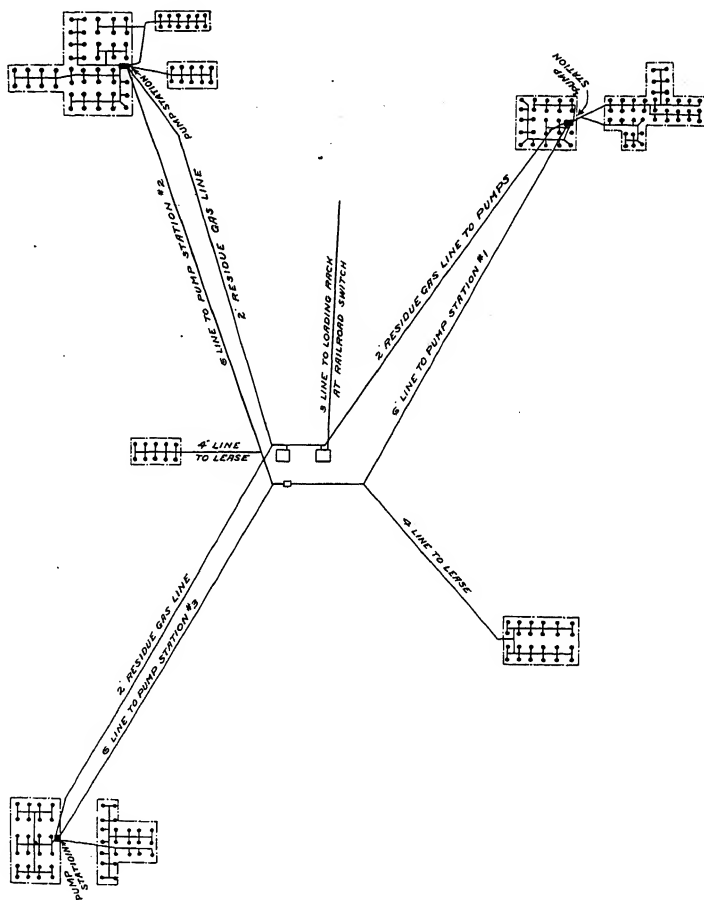 PUMP STATION
PUMP
STATION
6 LINE TO PUMP STATION #2
2" RESIDUE GAS LINE
3 LINE TO LOADING RACK
AT RAILROAD SWITCH
2" RESIDUE GAS LINE TO PUMPS
6" LINE TO PUMP STATION #1
4" LINE
TO LEASE
4 LINE TO LEASE
2" RESIDUE GAS LINE
6 LINE TO PUMP STATION #3
PUMP
STATION